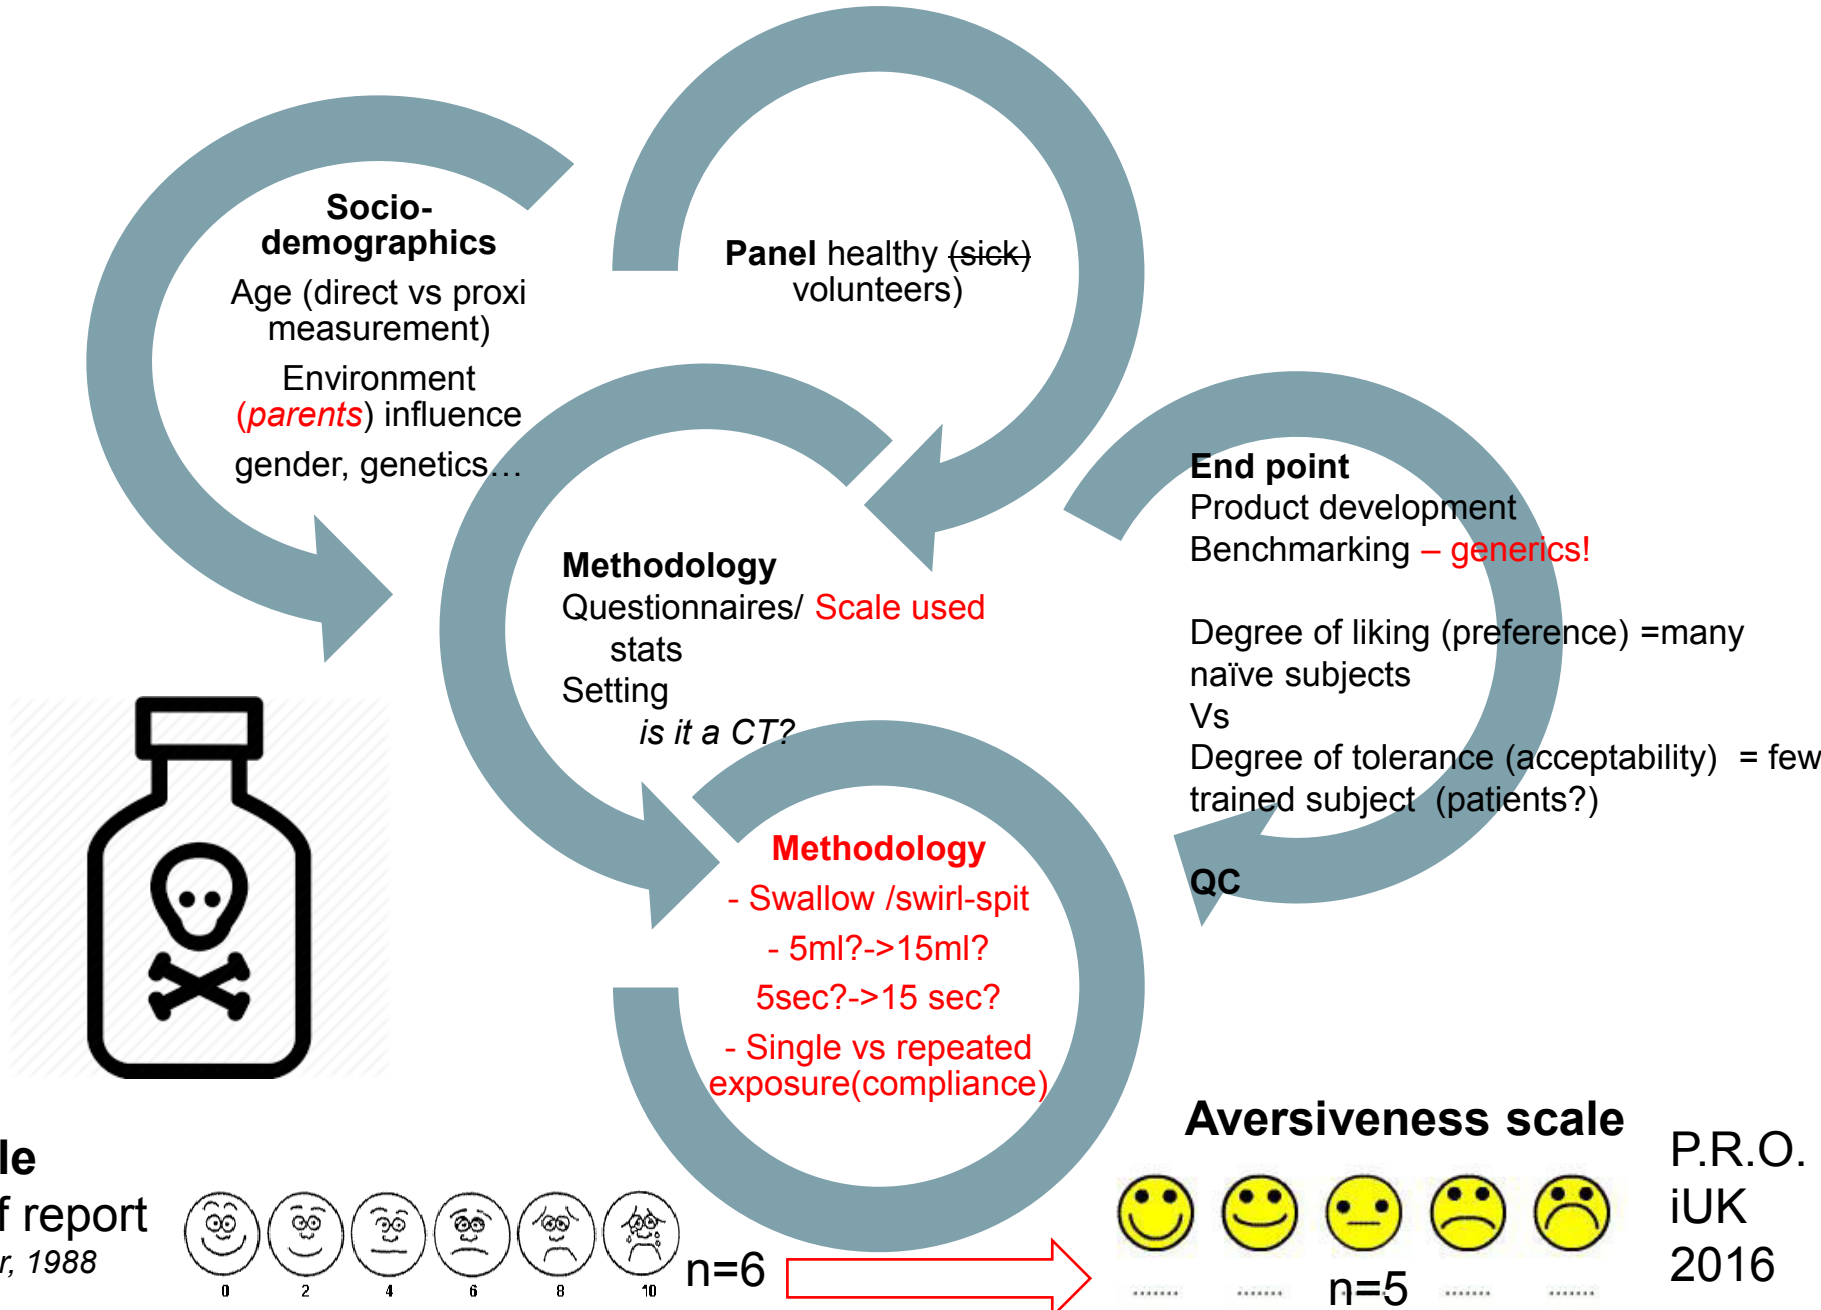 Socio-
demographics
Age (direct vs proxi
measurement)
Environment
(parents) influence
gender, genetics…
Panel healthy (sick)
volunteers)
Methodology
Questionnaires/ Scale used
stats
Setting
is it a CT?
End point
Product development
Benchmarking – generics!
Degree of liking (preference) =many
naïve subjects
Vs
Degree of tolerance (acceptability) = few
trained subject (patients?)
QC
Methodology
- Swallow /swirl-spit
- 5ml?->15ml?
5sec?->15 sec?
- Single vs repeated
exposure(compliance)
report
1988
0 2 4 6 8 10
n=6
Aversiveness scale
....... ....... n=5 ....... .......
P.R.O.
iUK
2016